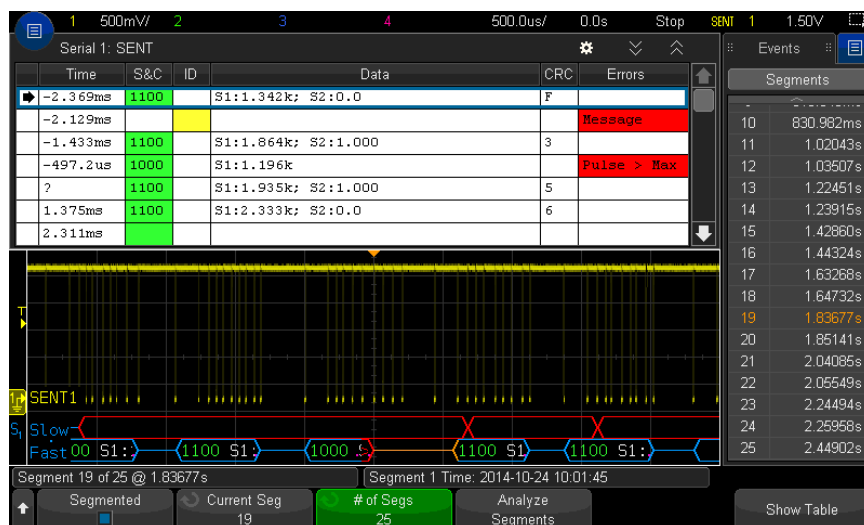 1 500mV/ 2 3 4 500.0us/ 0.0s Stop SENT 1 1.50V
Serial 1: SENT
Time S&C ID Data CRC Errors
-2.369ms 1100 S1:1.342k; S2:0.0 F
-2.129ms Message
-1.433ms 1100 S1:1.864k; S2:1.000 3
-497.2us 1000 S1:1.196k Pulse > Max
? 1100 S1:1.935k; S2:1.000 5
1.375ms 1100 S1:2.333k; S2:0.0 6
2.311ms
Events
Segments
10 830.982ms
11 1.02043s
12 1.03507s
13 1.22451s
14 1.23915s
15 1.42860s
16 1.44324s
17 1.63268s
18 1.64732s
19 1.83677s
20 1.85141s
21 2.04085s
22 2.05549s
23 2.24494s
24 2.25958s
25 2.44902s
T
SENT1
S1 Slow
Fast 00 S1: 1100 S1: 1000 1100 S1 1100 S1:
Segment 19 of 25 @ 1.83677s Segment 1 Time: 2014-10-24 10:01:45
Segmented Current Seg # of Segs Analyze
19 25 Segments
Show Table